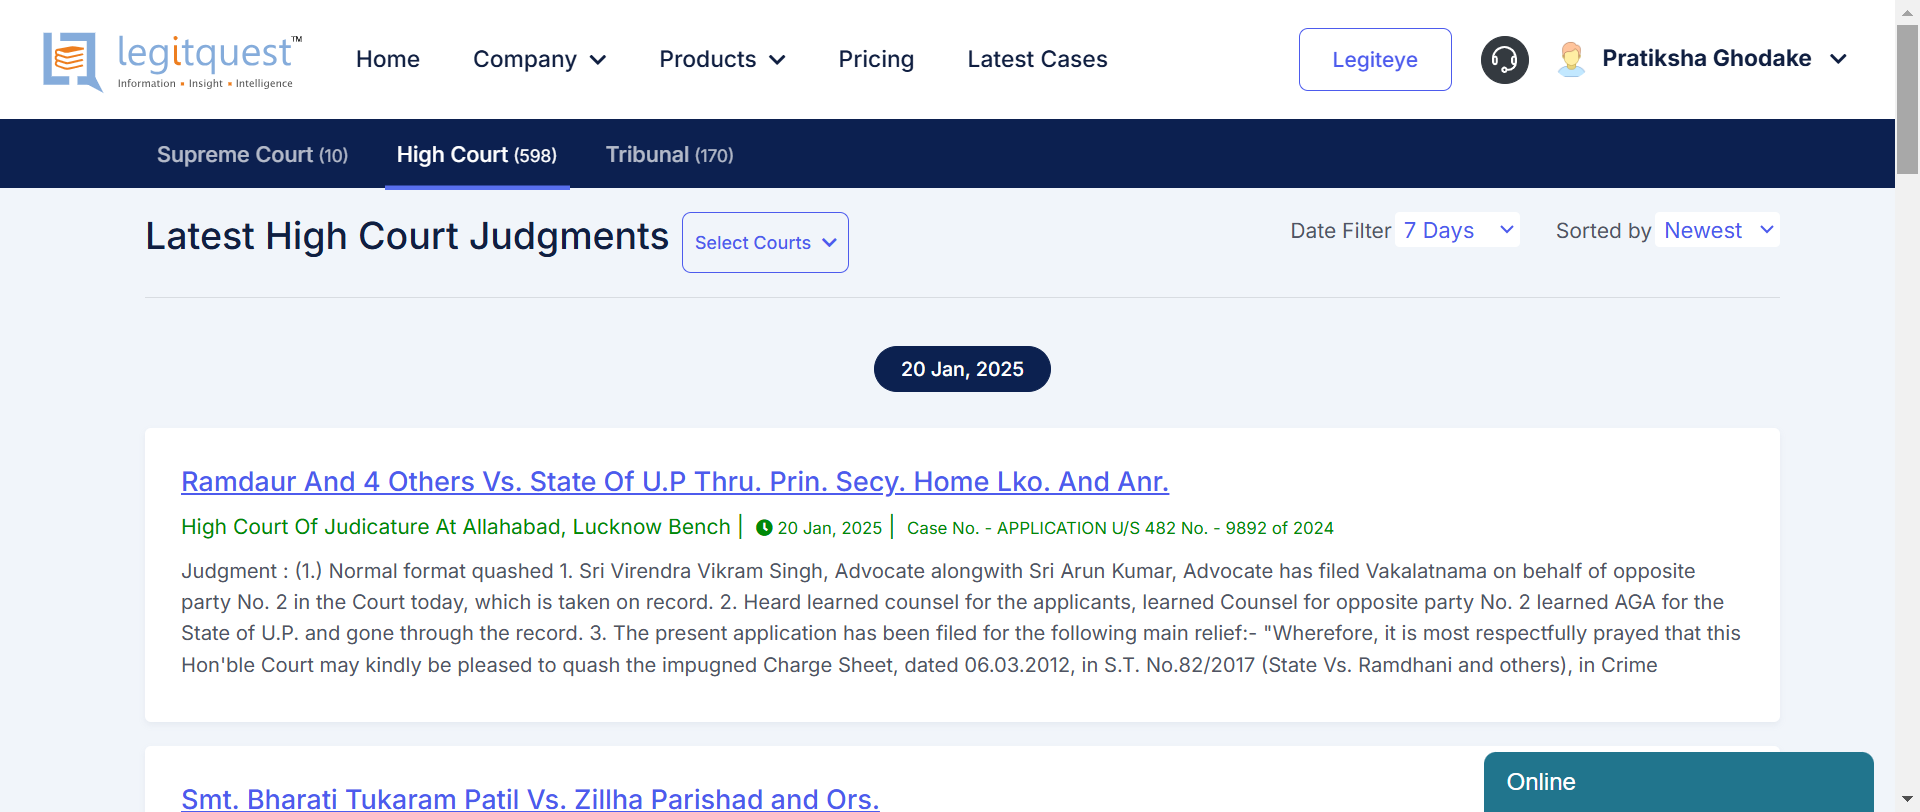 legitquest™
Information • Insight • Intelligence
Home
Company
Products
Pricing
Latest Cases
Legiteye
Pratiksha Ghodake
Supreme Court (10)
High Court (598)
Tribunal (170)
Latest High Court Judgments
Select Courts
Date Filter 7 Days
Sorted by Newest
20 Jan, 2025
Ramdaur And 4 Others Vs. State Of U.P Thru. Prin. Secy. Home Lko. And Anr.
High Court Of Judicature At Allahabad, Lucknow Bench | 20 Jan, 2025 | Case No. - APPLICATION U/S 482 No. - 9892 of 2024
Judgment : (1.) Normal format quashed 1. Sri Virendra Vikram Singh, Advocate alongwith Sri Arun Kumar, Advocate has filed Vakalatnama on behalf of opposite
party No. 2 in the Court today, which is taken on record. 2. Heard learned counsel for the applicants, learned Counsel for opposite party No. 2 learned AGA for the
State of U.P. and gone through the record. 3. The present application has been filed for the following main relief:- "Wherefore, it is most respectfully prayed that this
Hon'ble Court may kindly be pleased to quash the impugned Charge Sheet, dated 06.03.2012, in S.T. No.82/2017 (State Vs. Ramdhani and others), in Crime
Smt. Bharati Tukaram Patil Vs. Zillha Parishad and Ors.
Online